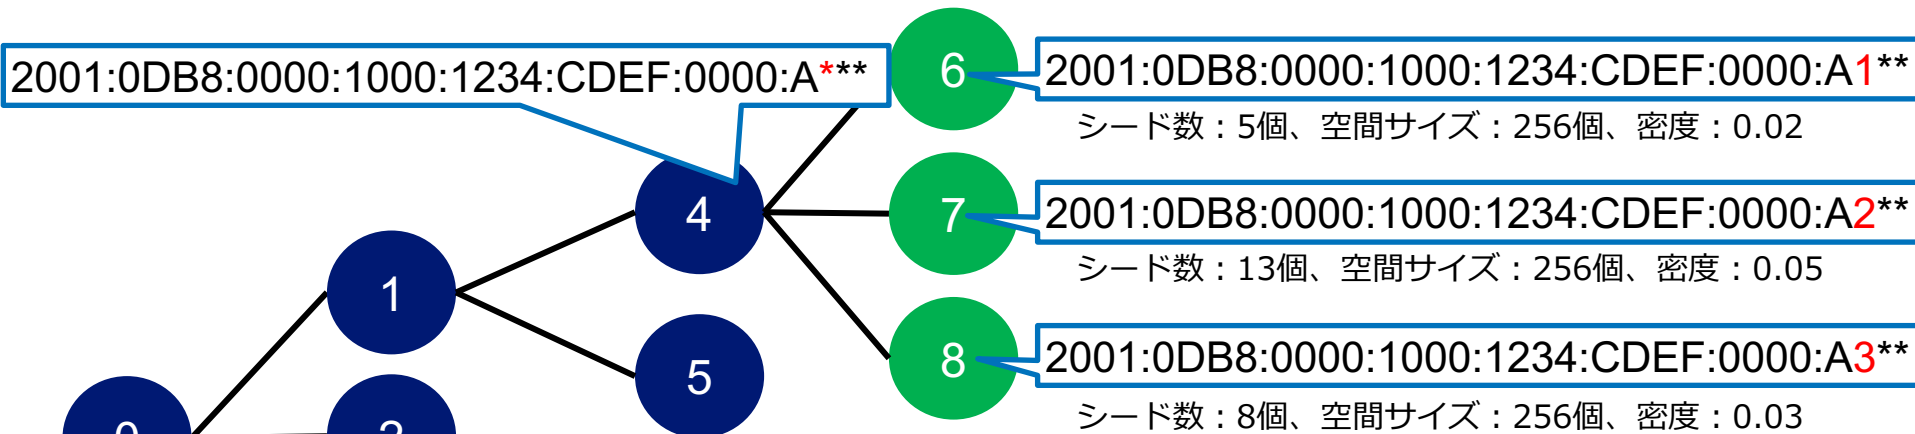 2001:0DB8:0000:1000:1234:CDEF:0000:A***
6
2001:0DB8:0000:1000:1234:CDEF:0000:A1**
シード数：5個、空間サイズ：256個、密度：0.02
4
7
2001:0DB8:0000:1000:1234:CDEF:0000:A2**
シード数：13個、空間サイズ：256個、密度：0.05
1
5
8
2001:0DB8:0000:1000:1234:CDEF:0000:A3**
シード数：8個、空間サイズ：256個、密度：0.03
0